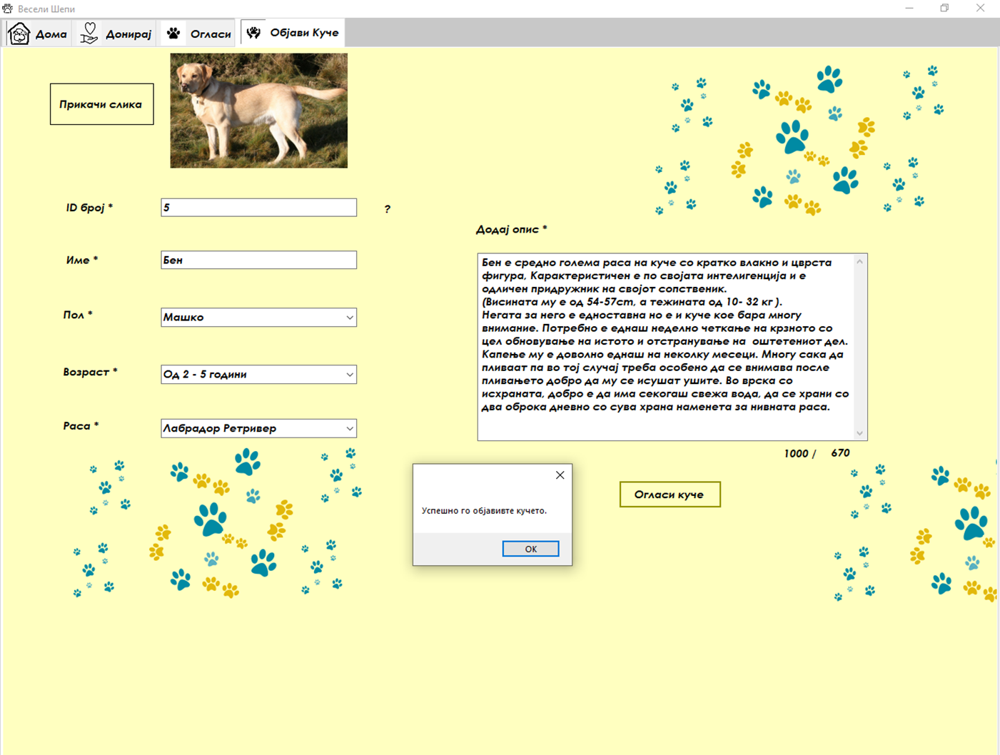 Весели Шепи
Дома
Донирај
Огласи
Објави Куче
Прикачи слика
ID број *
5
?
Име *
Бен
Пол *
Машко
Возраст *
Од 2 - 5 години
Раса *
Лабрадор Ретривер
Додај опис *
Бен е средно голема раса на куче со кратко влакно и цврста
фигура, Карактеристичен е по својата интелигенција и е
одличен придружник на својот сопственик.
(Висината му е од 54-57cm, а тежината од 10- 32 кг ).
Негата за него е едноставна но е и куче кое бара многу
внимание. Потребно е еднаш неделно четкање на крзното со
цел обновување на истото и отстранување на  оштетениот дел.
Капење му е доволно еднаш на неколку месеци. Многу сака да
пливаат па во тој случај треба особено да се внимава после
пливањето добро да му се исушат ушите. Во врска со
исхраната, добро е да има секогаш свежа вода, да се храни со
два оброка дневно со сува храна наменета за нивната раса.
1000 / 670
Огласи куче
Успешно го објавивте кучето.
OK